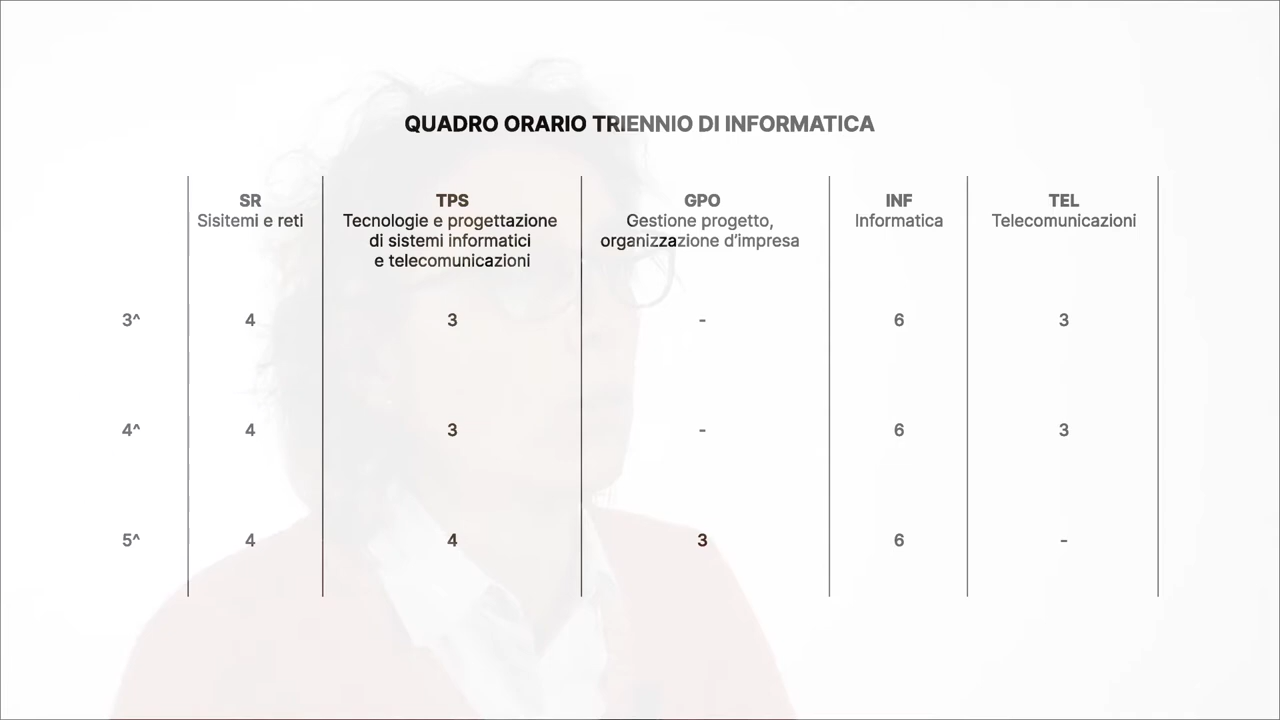 QUADRO ORARIO TRIENNIO DI INFORMATICA
SR TPS GPO INF TEL
Sisitemi e reti Tecnologie e progettazione Gestione progetto, Informatica Telecomunicazioni
di sistemi informatici organizzazione d'impresa
e telecomunicazioni
3^ 4 3 - 6 3
4^ 4 3 - 6 3
5^ 4 4 3 6 -